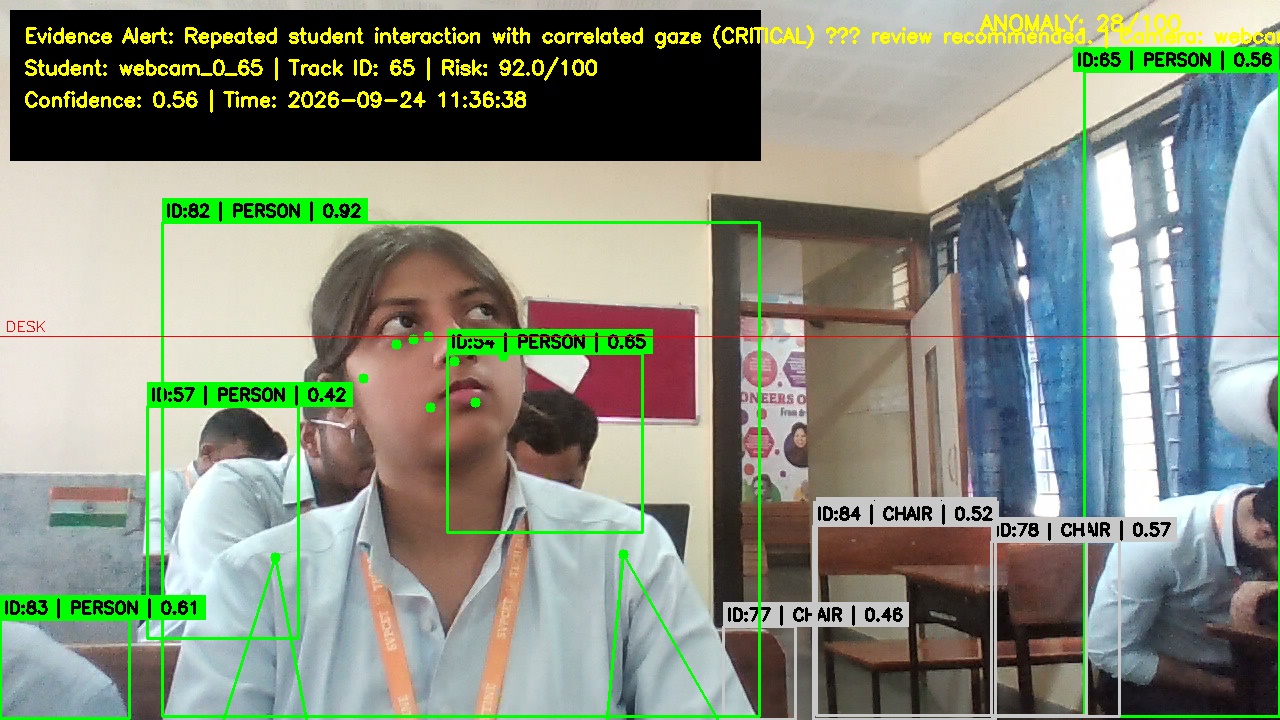 ANOMALY: 28/100
Evidence Alert: Repeated student interaction with correlated gaze (CRITICAL) ??? review recommended. | Camera: webcam
Student: webcam_0_65 | Track ID: 65 | Risk: 92.0/100
Confidence: 0.56 | Time: 2026-09-24 11:36:38
ID:65 | PERSON | 0.56
ID:82 | PERSON | 0.92
DESK
ID:54 | PERSON | 0.65
ID:57 | PERSON | 0.42
ONEERS O
From dr
ID:84 | CHAIR | 0.52
ID:78 | CHAIR | 0.57
ID:83 | PERSON | 0.61
ID:77 | CHAIR | 0.46
SVPCET